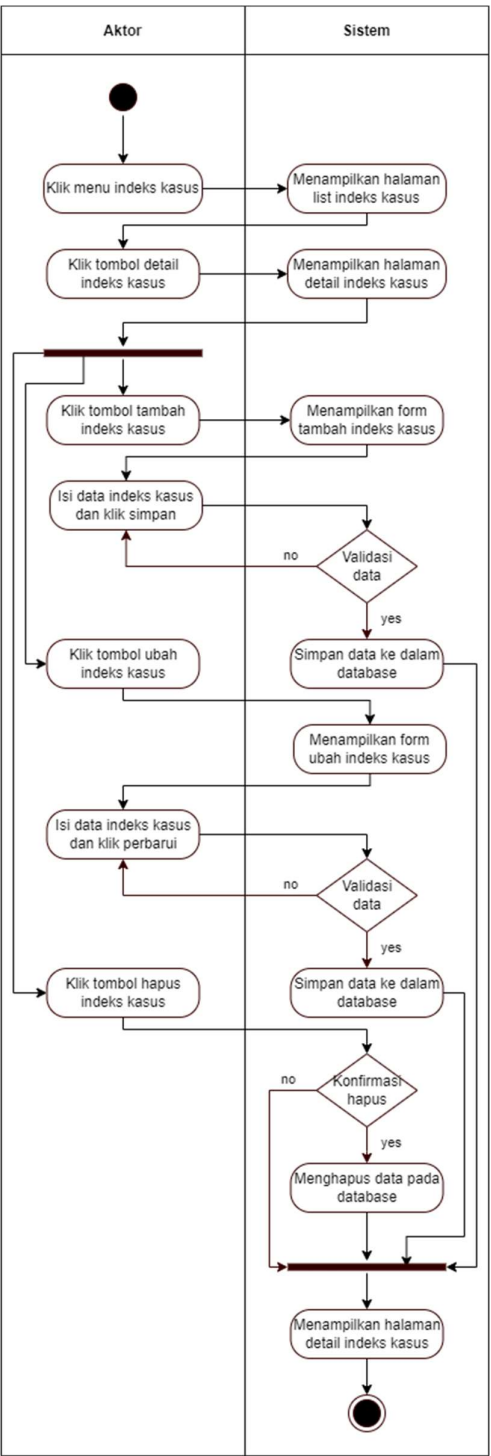 Aktor
Sistem
Klik menu indeks kasus
Menampilkan halaman
list indeks kasus
Klik tombol detail
indeks kasus
Menampilkan halaman
detail indeks kasus
Klik tombol tambah
indeks kasus
Menampilkan form
tambah indeks kasus
Isi data indeks kasus
dan klik simpan
no
Validasi
data
yes
Klik tombol ubah
indeks kasus
Simpan data ke dalam
database
Menampilkan form
ubah indeks kasus
Isi data indeks kasus
dan klik perbarui
no
Validasi
data
yes
Klik tombol hapus
indeks kasus
Simpan data ke dalam
database
no
Konfirmasi
hapus
yes
Menghapus data pada
database
Menampilkan halaman
detail indeks kasus